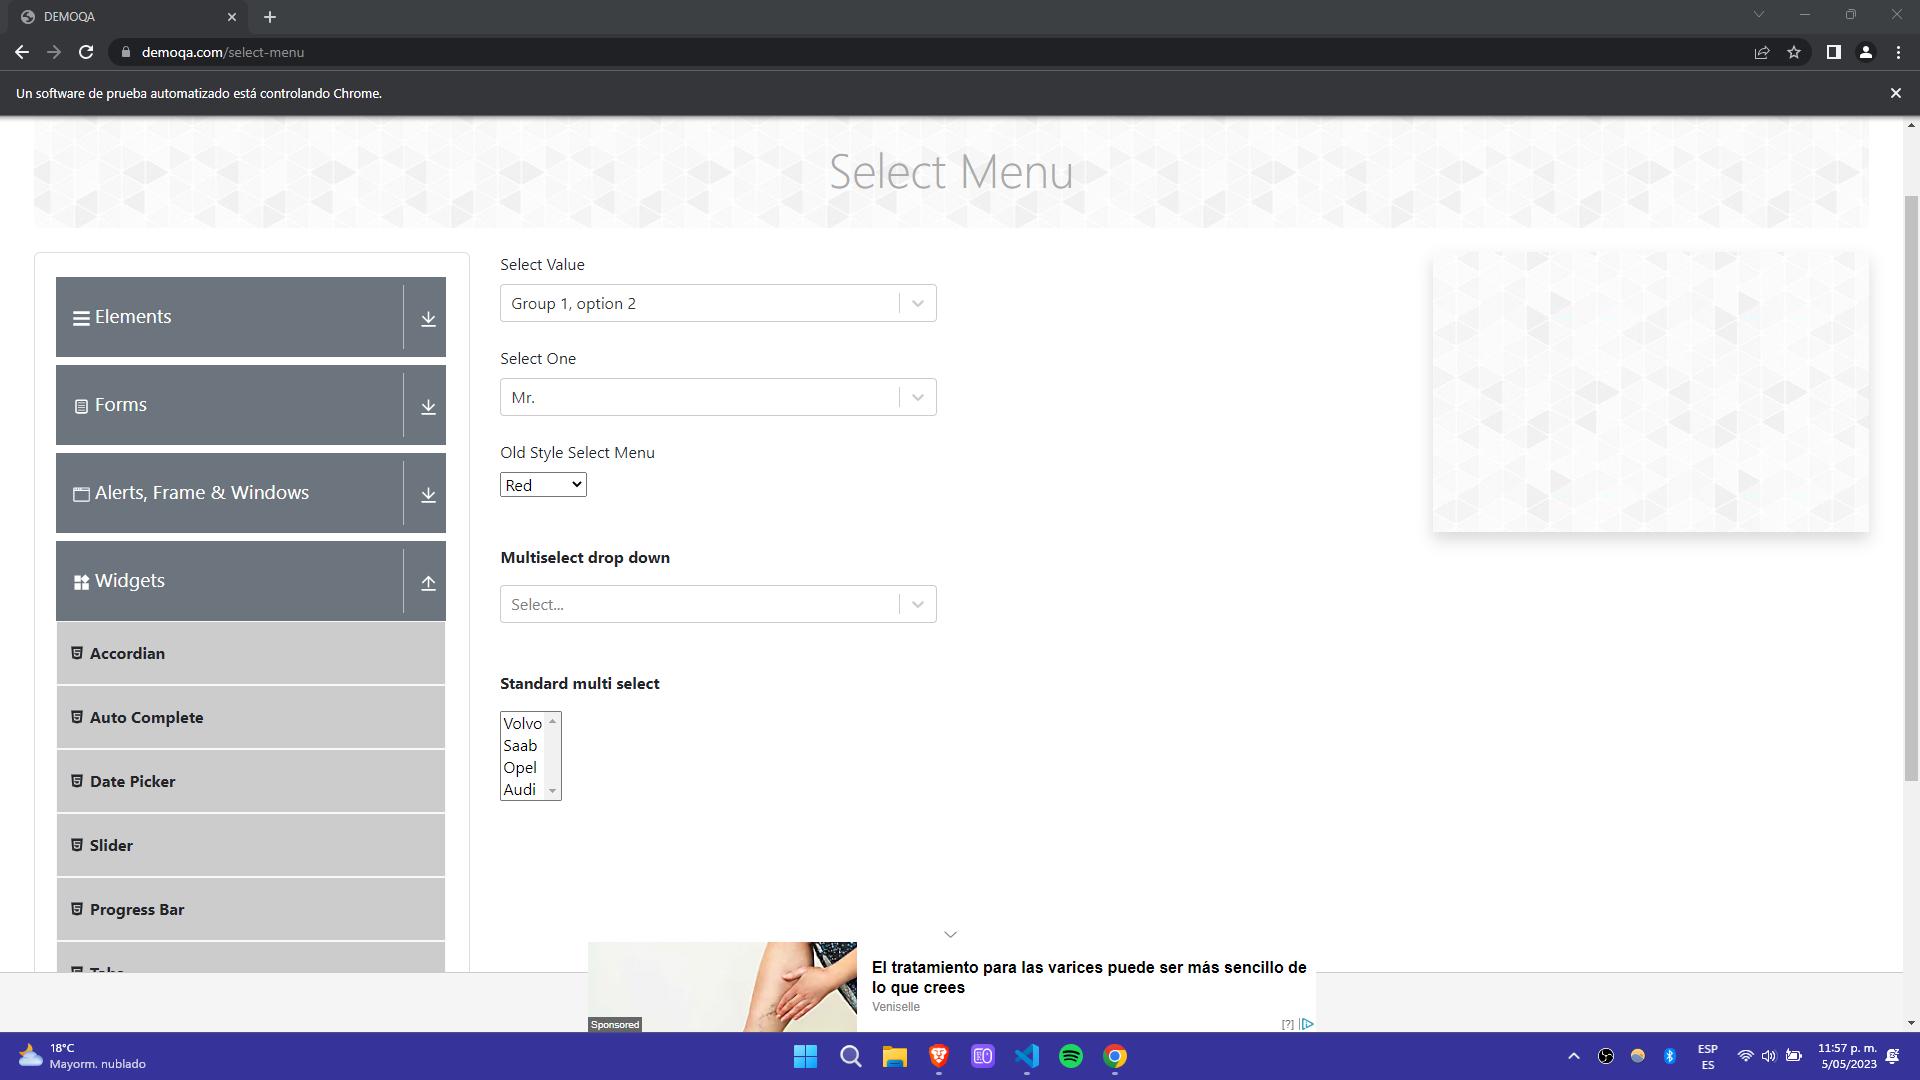 DEMOQA
demoqa.com/select-menu
Un software de prueba automatizado está controlando Chrome.
Select Menu
Elements
Forms
Alerts, Frame & Windows
Widgets
Accordian
Auto Complete
Date Picker
Slider
Progress Bar
Select Value
Group 1, option 2
Select One
Mr.
Old Style Select Menu
Red
Multiselect drop down
Select...
Standard multi select
Volvo
Saab
Opel
Audi
El tratamiento para las varices puede ser más sencillo de
lo que crees
Veniselle
Sponsored
[?]
18°C
Mayorm. nublado
ESP
ES
11:57 p. m.
5/05/2023